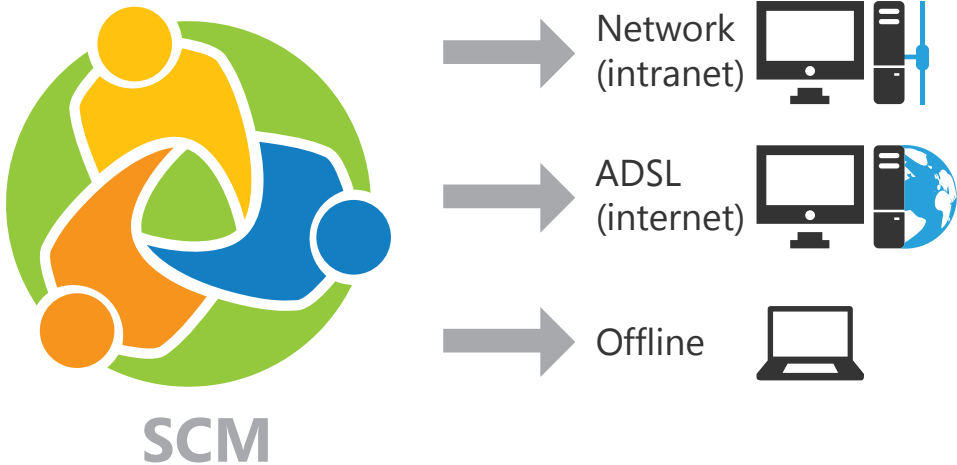 Network
(intranet)
ADSL
(internet)
Offline
SCM